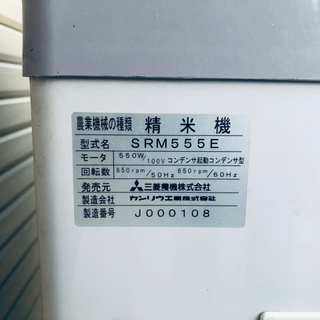 農業機械の種類 精米機
型式名 SRM555E
モータ 550W/100V コンデンサ起動コンデンサ型
回転数 650rpm/50Hz 650rpm/60Hz
発売元 三菱農機株式会社
製造会社 カンリウ工業株式会社
製造番号 J000108